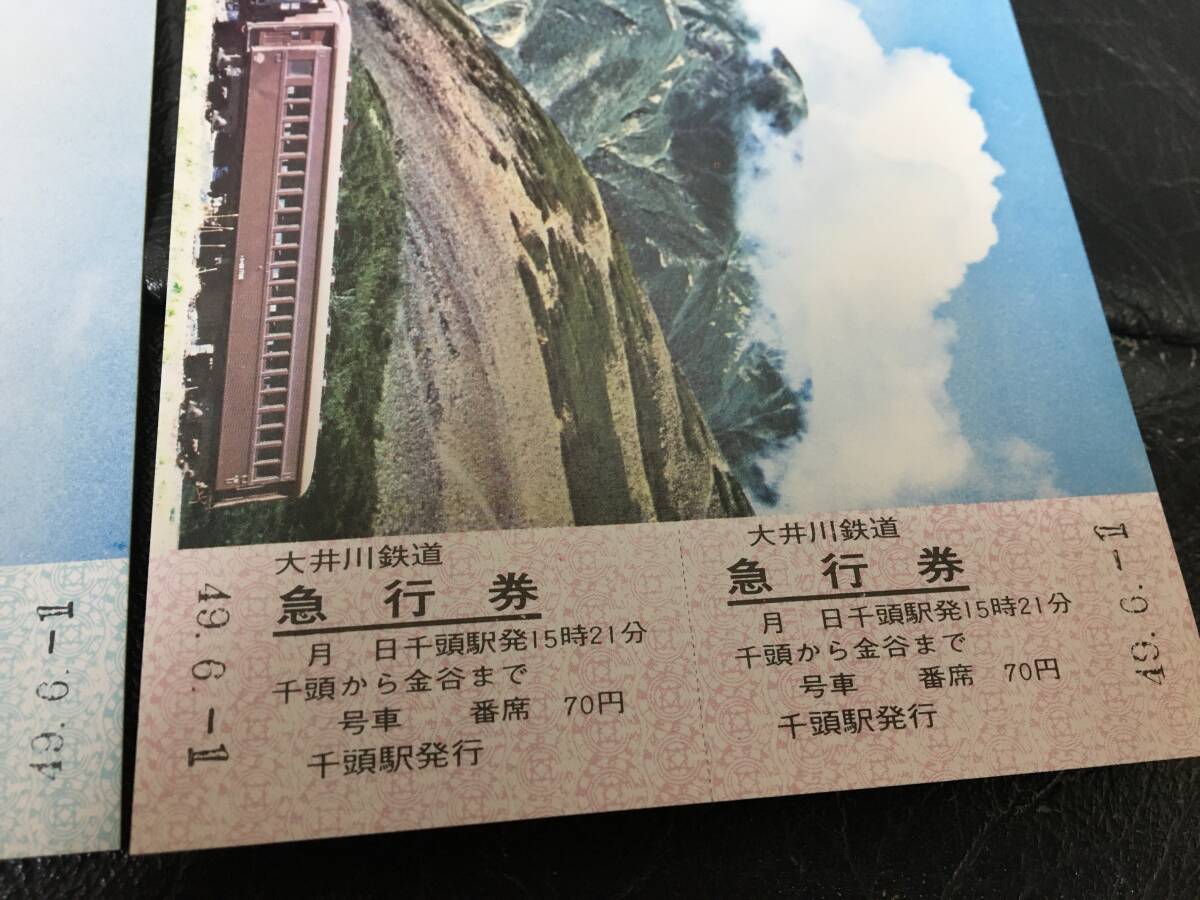 49.6.-1
49.6.-1
大井川鉄道
急行券
月　日千頭駅発15時21分
千頭から金谷まで
号車　番席　70円
千頭駅発行
大井川鉄道
急行券
月　日千頭駅発15時21分
千頭から金谷まで
号車　番席　70円
千頭駅発行
49.6.-1